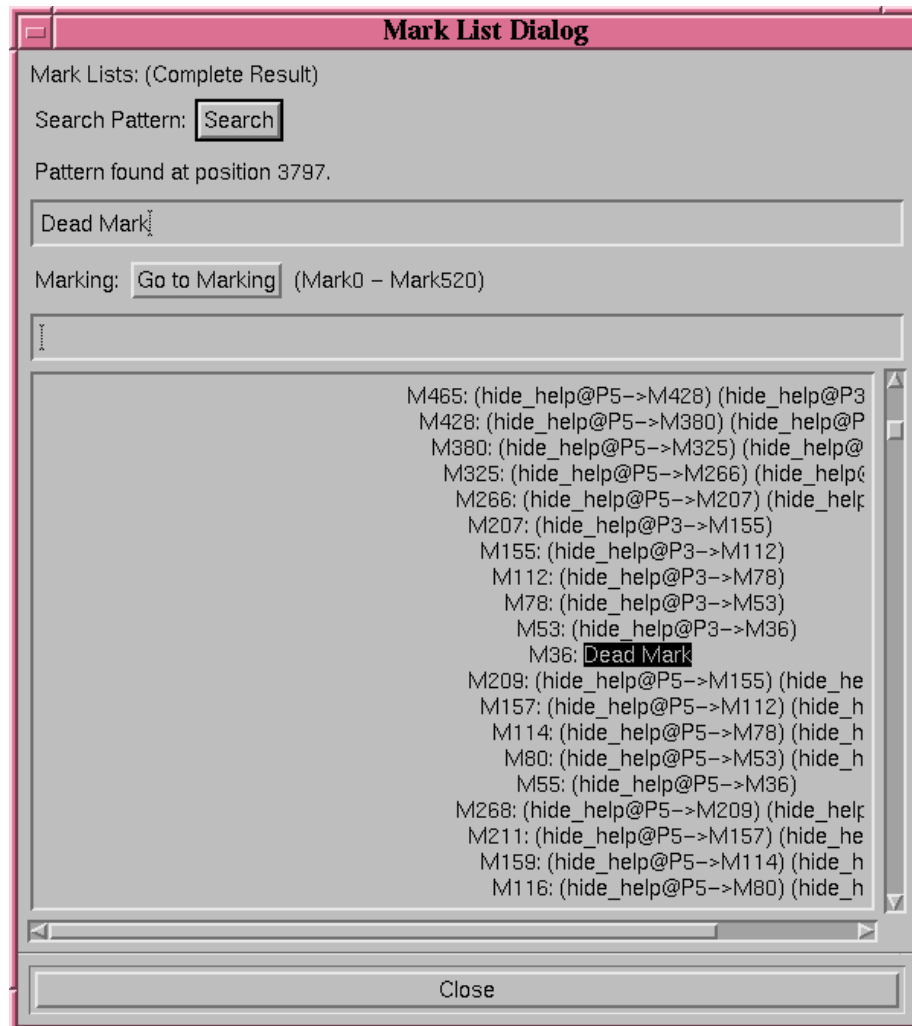 Mark List Dialog
Mark Lists: (Complete Result)
Search Pattern: Search
Pattern found at position 3797.
Dead Mark
Marking: Go to Marking (Mark0 – Mark520)
M465: (hide_help@P5–>M428) (hide_help@P3
M428: (hide_help@P5–>M380) (hide_help@P
M380: (hide_help@P5–>M325) (hide_help@
M325: (hide_help@P5–>M266) (hide_help(
M266: (hide_help@P5–>M207) (hide_help
M207: (hide_help@P3–>M155)
M155: (hide_help@P3–>M112)
M112: (hide_help@P3–>M78)
M78: (hide_help@P3–>M53)
M53: (hide_help@P3–>M36)
M36: Dead Mark
M209: (hide_help@P5–>M155) (hide_he
M157: (hide_help@P5–>M112) (hide_h
M114: (hide_help@P5–>M78) (hide_h
M80: (hide_help@P5–>M53) (hide_h
M55: (hide_help@P5–>M36)
M268: (hide_help@P5–>M209) (hide_help
M211: (hide_help@P5–>M157) (hide_he
M159: (hide_help@P5–>M114) (hide_h
M116: (hide_help@P5–>M80) (hide_h
Close